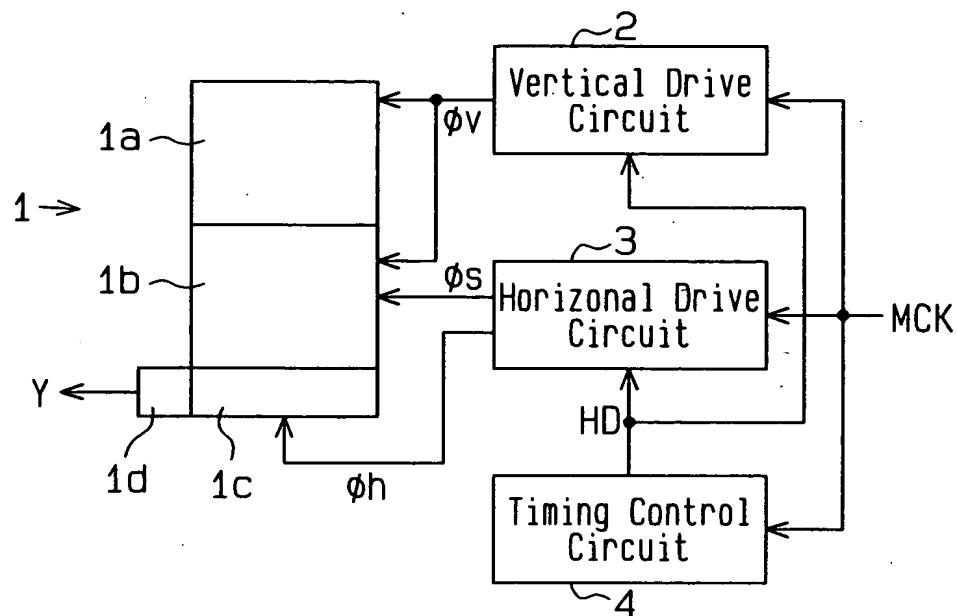 2
Vertical Drive
Circuit
φv
1a
1
3
1b
φs
Horizonal Drive
Circuit
MCK
Y
HD
1d
1c
φh
Timing Control
Circuit
4